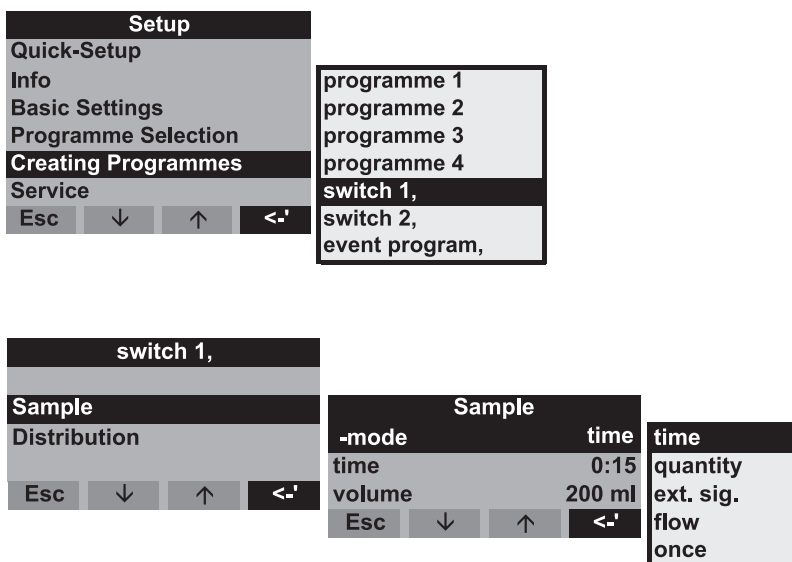 Setup
Quick-Setup
Info
Basic Settings
Programme Selection
Creating Programmes
Service
Esc ↓ ↑ <-'
programme 1
programme 2
programme 3
programme 4
switch 1,
switch 2,
event program,
switch 1,
Sample
Distribution
Esc ↓ ↑ <-'
Sample
-mode time
time 0:15
volume 200 ml
Esc ↓ ↑ <-'
time
quantity
ext. sig.
flow
once